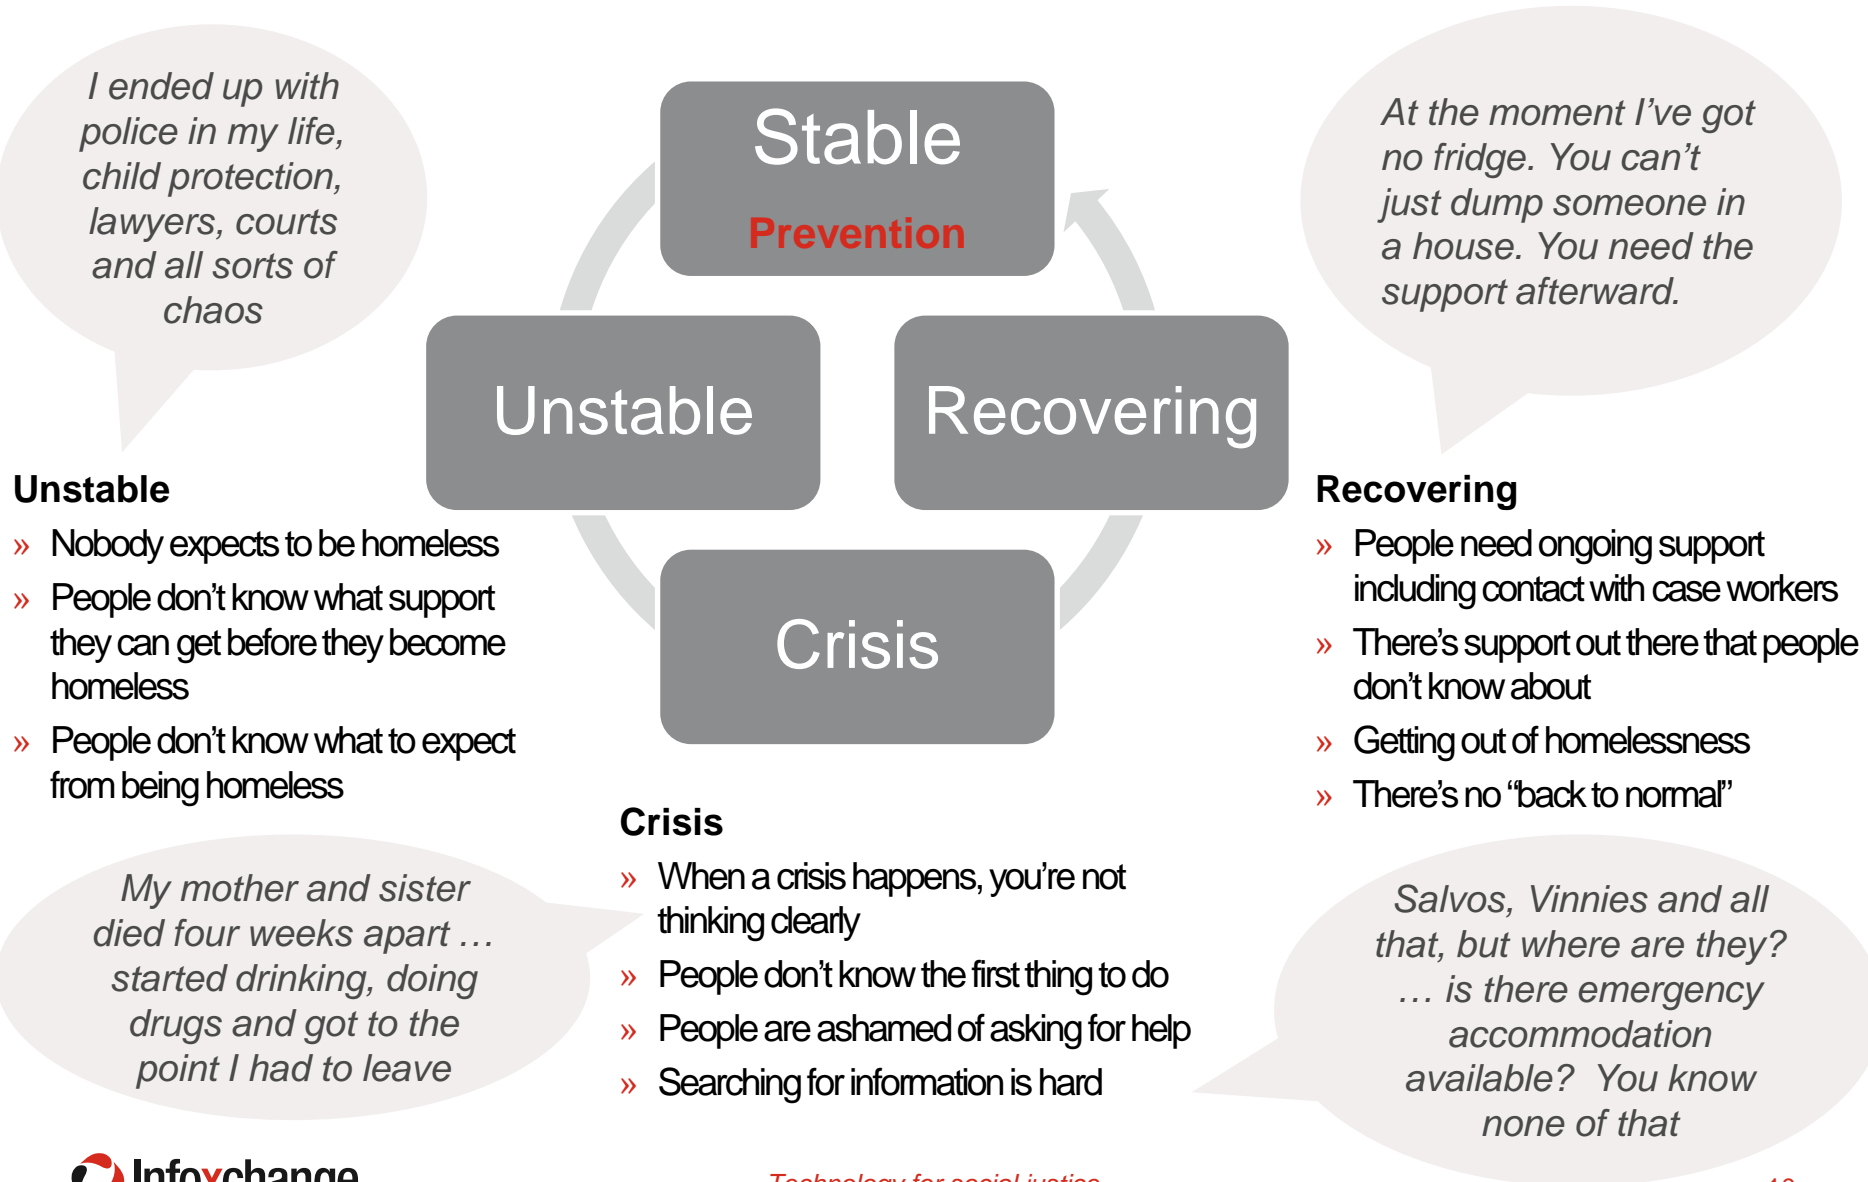 I ended up with
police in my life,
child protection,
lawyers, courts
and all sorts of
chaos
Stable
Prevention
At the moment I've got
no fridge. You can't
just dump someone in
a house. You need the
support afterward.
Unstable
Recovering
Crisis
Unstable
» Nobody expects to be homeless
» People don't know what support
they can get before they become
homeless
» People don't know what to expect
from being homeless
Recovering
» People need ongoing support
including contact with case workers
» There's support out there that people
don't know about
» Getting out of homelessness
» There's no “back to normal”
My mother and sister
died four weeks apart …
started drinking, doing
drugs and got to the
point I had to leave
Crisis
» When a crisis happens, you're not
thinking clearly
» People don't know the first thing to do
» People are ashamed of asking for help
» Searching for information is hard
Salvos, Vinnies and all
that, but where are they?
… is there emergency
accommodation
available? You know
none of that
Infoxchange
Technology for social justice